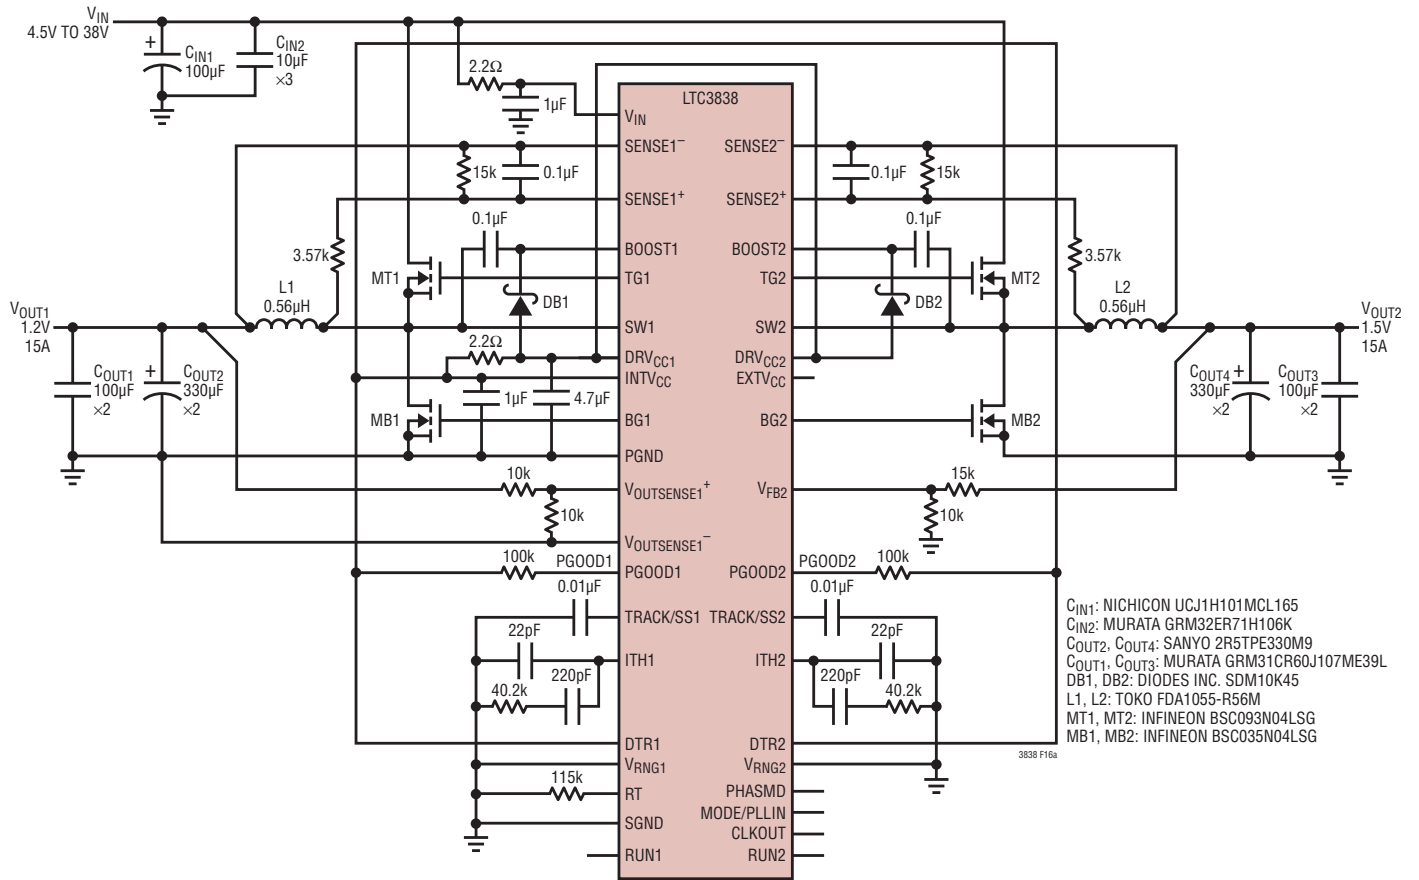 V_IN
4.5V TO 38V
+
C_IN1
100µF
C_IN2
10µF
×3
2.2Ω
1µF
LTC3838
V_IN
SENSE1⁻
SENSE2⁻
15k
0.1µF
0.1µF
15k
SENSE1⁺
SENSE2⁺
0.1µF
0.1µF
3.57k
BOOST1
BOOST2
3.57k
MT1
TG1
TG2
MT2
L1
0.56µH
DB1
DB2
L2
0.56µH
V_OUT1
1.2V
15A
SW1
SW2
V_OUT2
1.5V
15A
2.2Ω
DRV_CC1
DRV_CC2
INTV_CC
EXTV_CC
C_OUT1
100µF
×2
+
C_OUT2
330µF
×2
1µF
4.7µF
C_OUT4
330µF
×2
+
C_OUT3
100µF
×2
MB1
BG1
BG2
MB2
PGND
10k
V_OUTSENSE1⁺
V_FB2
15k
10k
10k
V_OUTSENSE1⁻
100k
PGOOD1
PGOOD1
PGOOD2
PGOOD2
100k
0.01µF
0.01µF
TRACK/SS1
TRACK/SS2
22pF
22pF
ITH1
ITH2
220pF
220pF
40.2k
40.2k
DTR1
DTR2
V_RNG1
V_RNG2
115k
RT
PHASMD
MODE/PLLIN
SGND
CLKOUT
RUN1
RUN2
C_IN1: NICHICON UCJ1H101MCL165
C_IN2: MURATA GRM32ER71H106K
C_OUT2, C_OUT4: SANYO 2R5TPE330M9
C_OUT1, C_OUT3: MURATA GRM31CR60J107ME39L
DB1, DB2: DIODES INC. SDM10K45
L1, L2: TOKO FDA1055-R56M
MT1, MT2: INFINEON BSC093N04LSG
MB1, MB2: INFINEON BSC035N04LSG
3838 F16a